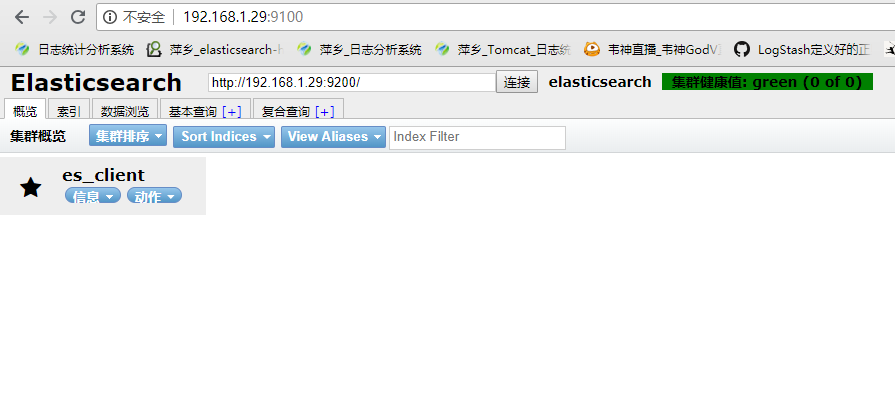 不安全 192.168.1.29:9100
日志统计分析系统 萍乡_elasticsearch-h 萍乡_日志分析系统 萍乡_Tomcat_日志统 韦神直播_韦神GodV LogStash定义好的正
Elasticsearch http://192.168.1.29:9200/ 连接 elasticsearch 集群健康值: green (0 of 0)
概览 索引 数据浏览 基本查询 [+] 复合查询 [+]
集群概览 集群排序 Sort Indices View Aliases Index Filter
es_client
信息 动作